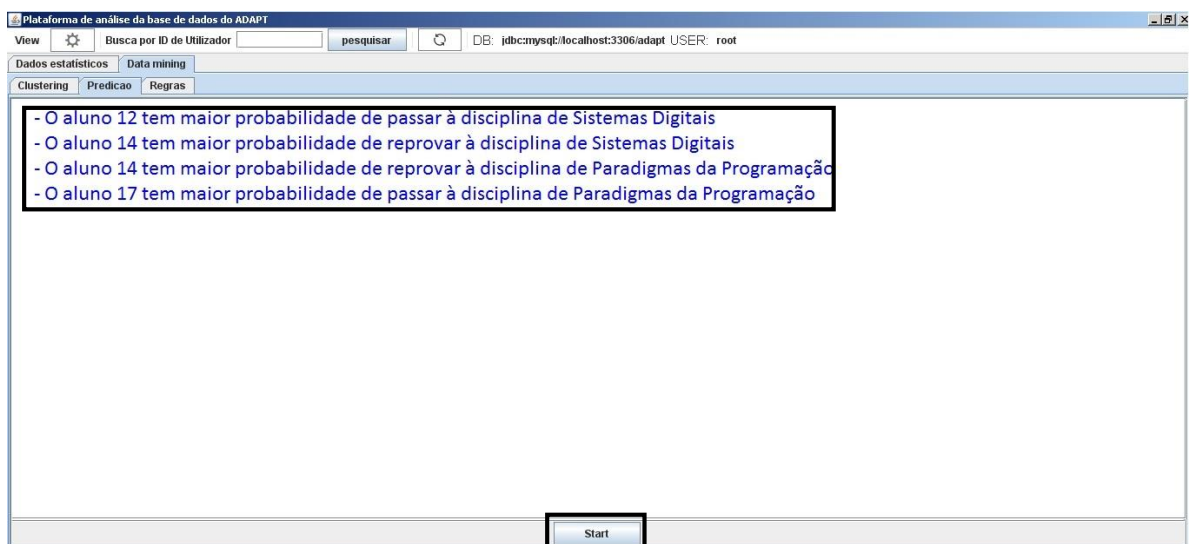 Plataforma de análise da base de dados do ADAPT
View Busca por ID de Utilizador pesquisar DB: jdbc:mysql://localhost:3306/adapt USER: root
Dados estatísticos Data mining
Clustering Predicao Regras
- O aluno 12 tem maior probabilidade de passar à disciplina de Sistemas Digitais
- O aluno 14 tem maior probabilidade de reprovar à disciplina de Sistemas Digitais
- O aluno 14 tem maior probabilidade de reprovar à disciplina de Paradigmas da Programação
- O aluno 17 tem maior probabilidade de passar à disciplina de Paradigmas da Programação
Start